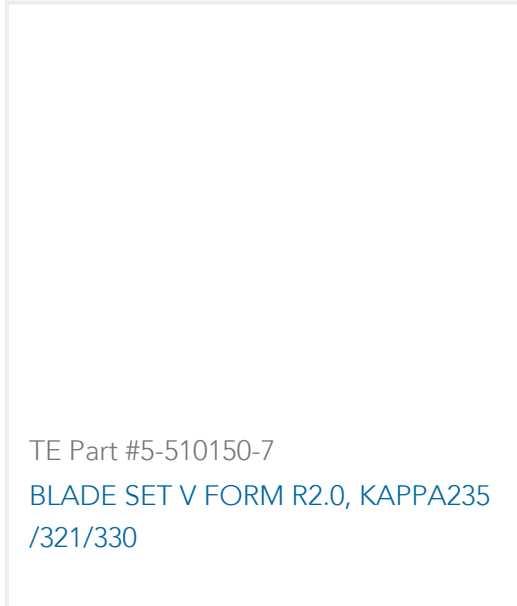 TE Part #5-510150-7
BLADE SET V FORM R2.0, KAPPA235
/321/330